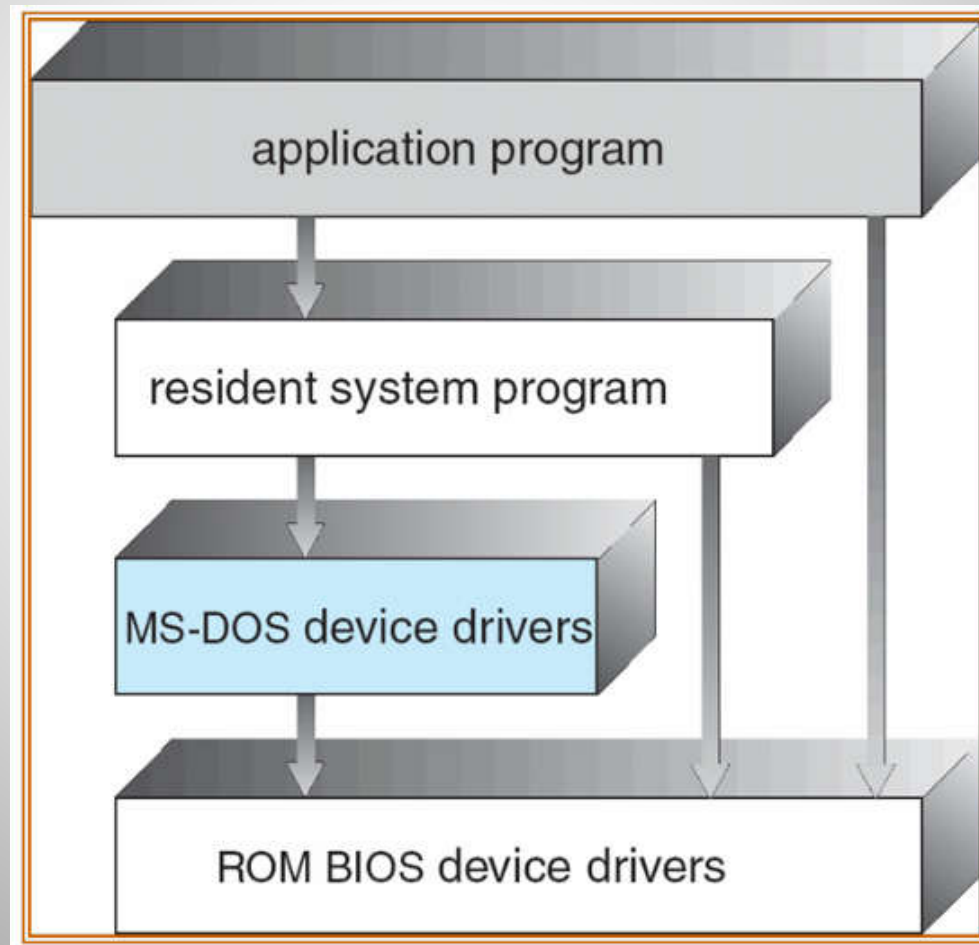 application program
resident system program
MS-DOS device drivers
ROM BIOS device drivers